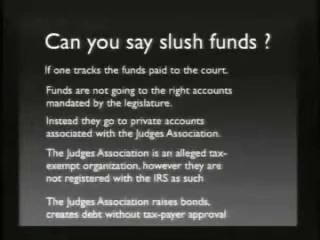 Can you say slush funds ?
If one tracks the funds paid to the court.
Funds are not going to the right accounts
mandated by the legislature.
Instead they go to private accounts
associated with the Judges Association.
The Judges Association is an alleged tax-
exempt organization, however they are
not registered with the IRS as such
The Judges Association raises bonds,
creates debt without tax-payer approval